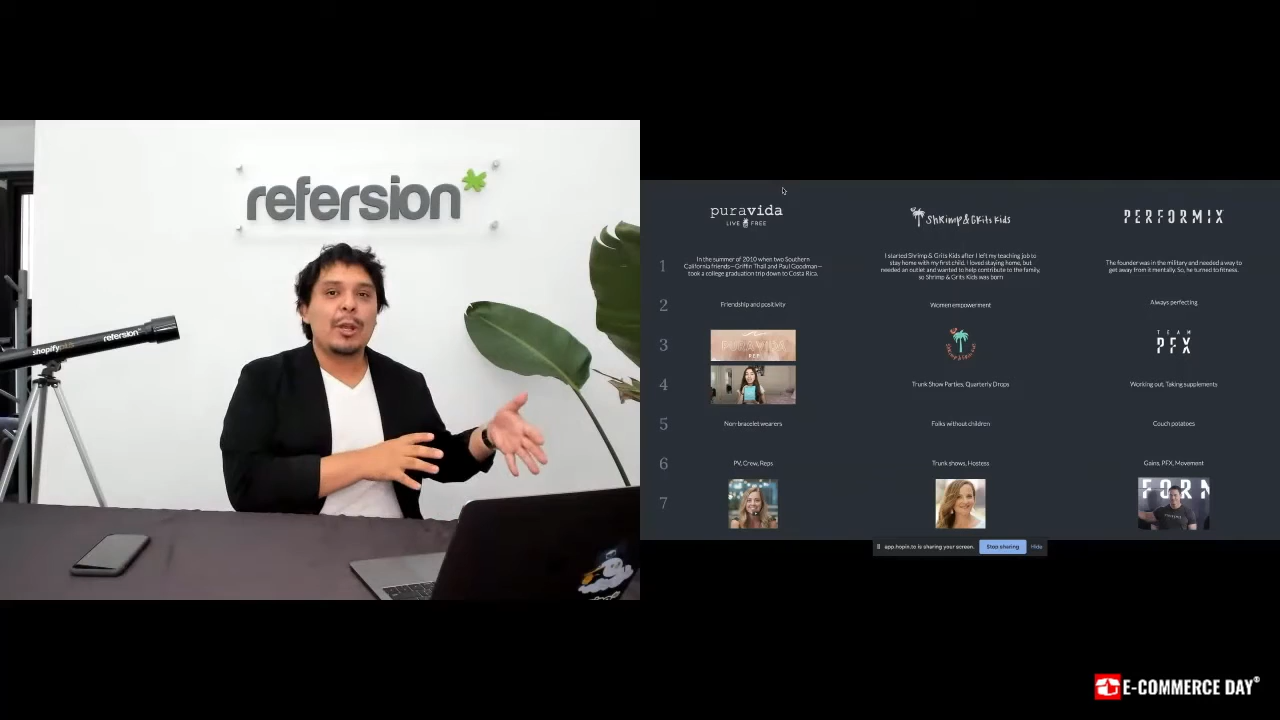 refersion
shopify
refersion
puravida
LIVE FREE
Shrimp & Grits Kids
PERFORMIX
1
In the summer of 2010 when two Southern
California friends—Griffin Thall and Paul Goodman—
took a college graduation trip down to Costa Rica.
I started Shrimp & Grits Kids after I left my teaching job to
stay home with my first child. I loved staying home, but
needed an outlet and wanted to help contribute to the family,
so Shrimp & Grits Kids was born
The founder was in the military and needed a way to
get away from it mentally. So, he turned to fitness.
2
Friendship and positivity
Women empowerment
Always perfecting
3
PURA VIDA
REP
TEAM
PFX
4
Trunk Show Parties, Quarterly Drops
Working out, Taking supplements
5
Non-bracelet wearers
Folks without children
Couch potatoes
6
PV, Crew, Reps
Trunk shows, Hostess
Gains, PFX, Movement
7
FORM
app.hopin.to is sharing your screen.
Stop sharing
Hide
E-COMMERCE DAY®